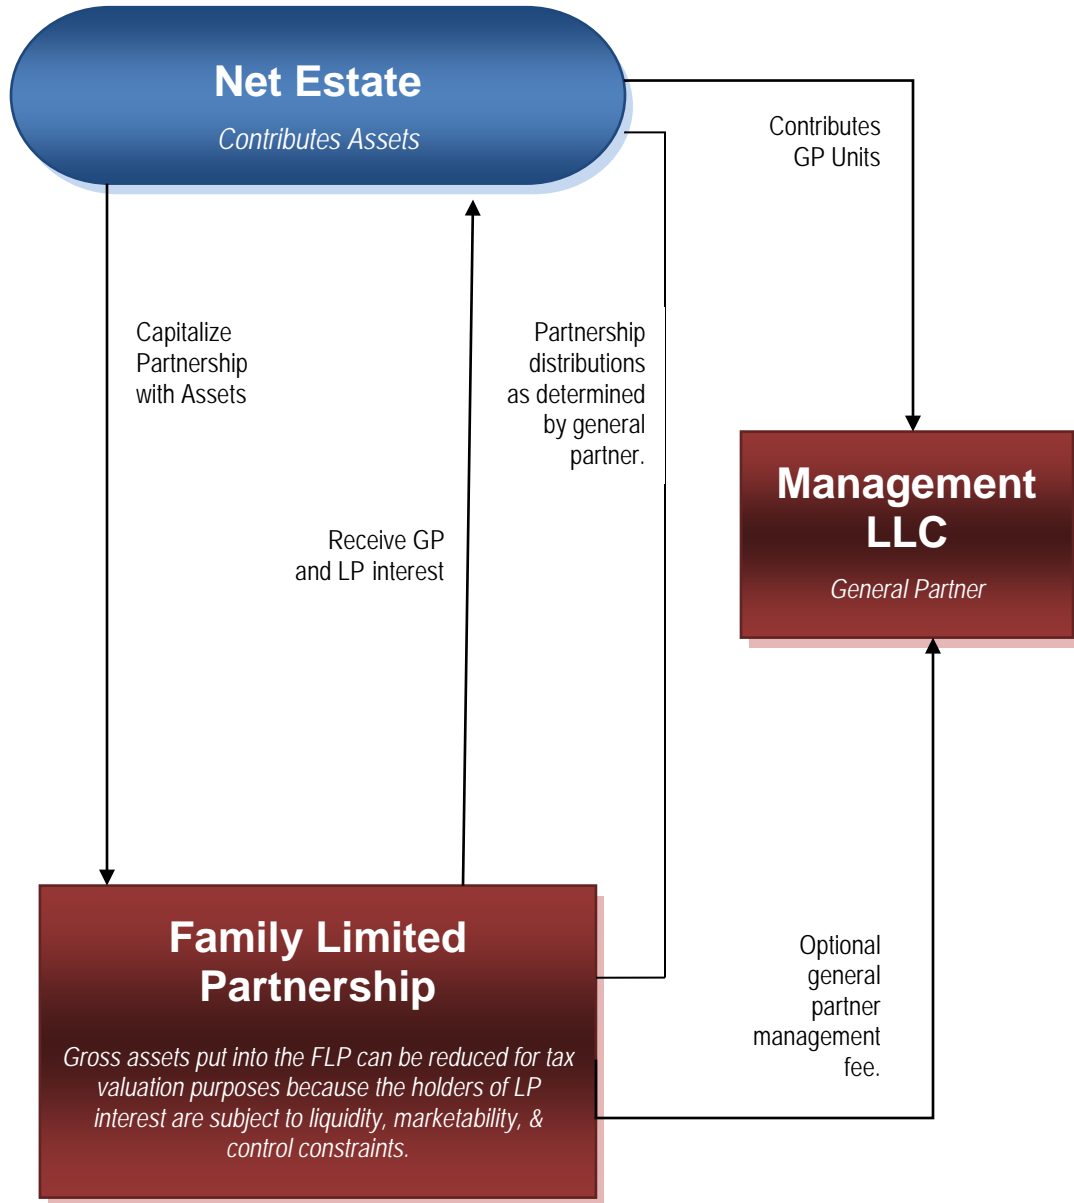 Net Estate
Contributes Assets
Contributes
GP Units
Capitalize
Partnership
with Assets
Partnership
distributions
as determined
by general
partner.
Receive GP
and LP interest
Management
LLC
General Partner
Family Limited
Partnership
Gross assets put into the FLP can be reduced for tax
valuation purposes because the holders of LP
interest are subject to liquidity, marketability, &
control constraints.
Optional
general
partner
management
fee.